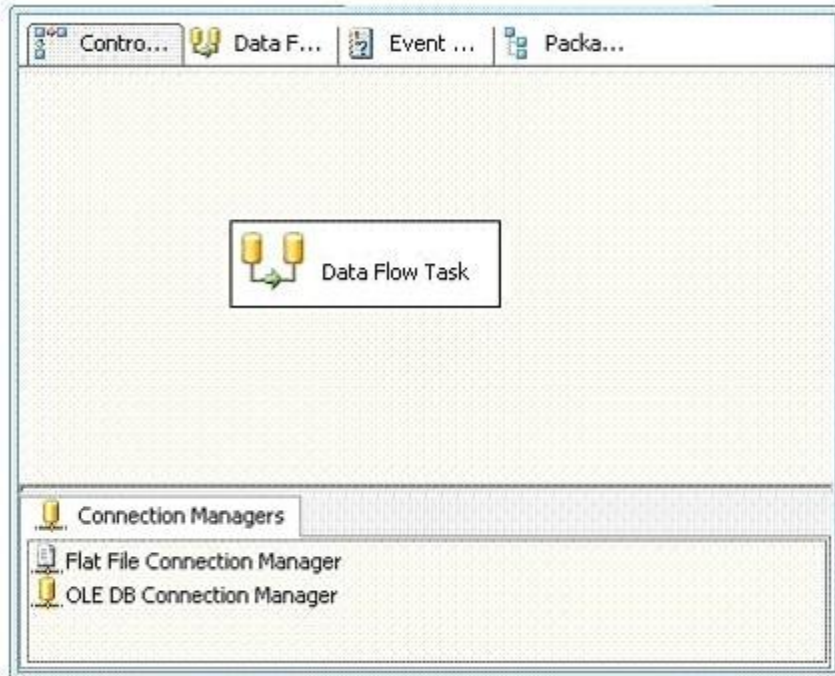 Contro... Data F... Event ... Packa...
Data Flow Task
Connection Managers
Flat File Connection Manager
OLE DB Connection Manager